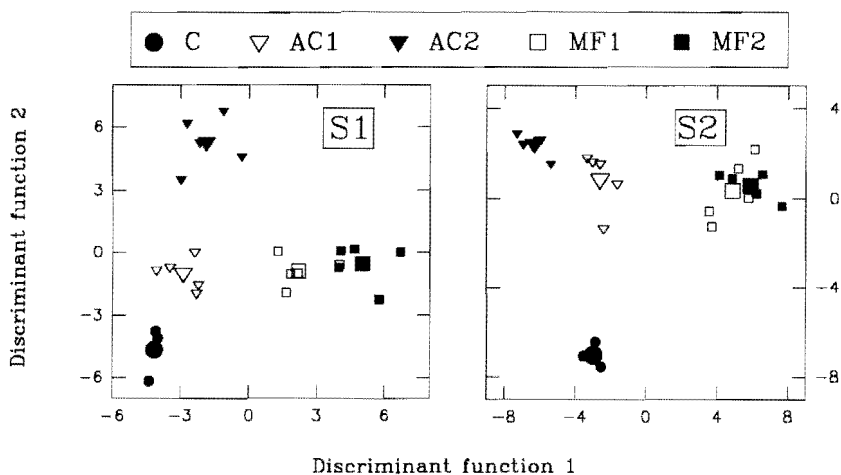 C AC1 AC2 MF1 MF2
Discriminant function 2
S1
6
3
0
−3
−6
−6 −3 0 3 6
S2
4
0
−4
−8
−8 −4 0 4 8
Discriminant function 1